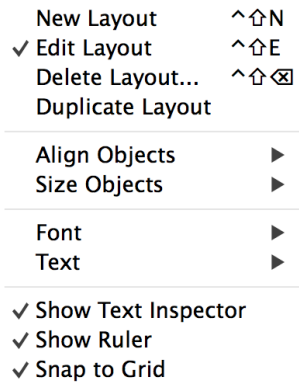 New Layout ^⇧N
✓ Edit Layout ^⇧E
Delete Layout... ^⇧⌫
Duplicate Layout
Align Objects ▶
Size Objects ▶
Font ▶
Text ▶
✓ Show Text Inspector
✓ Show Ruler
✓ Snap to Grid